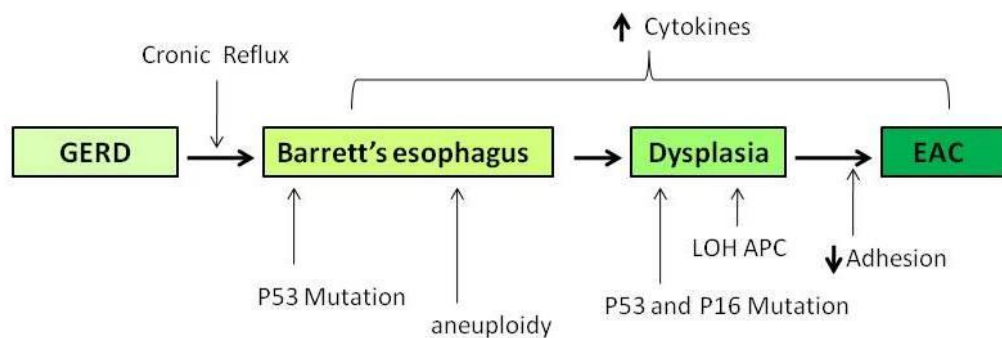 Cytokines
Cronic Reflux
GERD
Barrett's esophagus
Dysplasia
EAC
LOH APC
Adhesion
P53 Mutation
P53 and P16 Mutation
aneuploidy